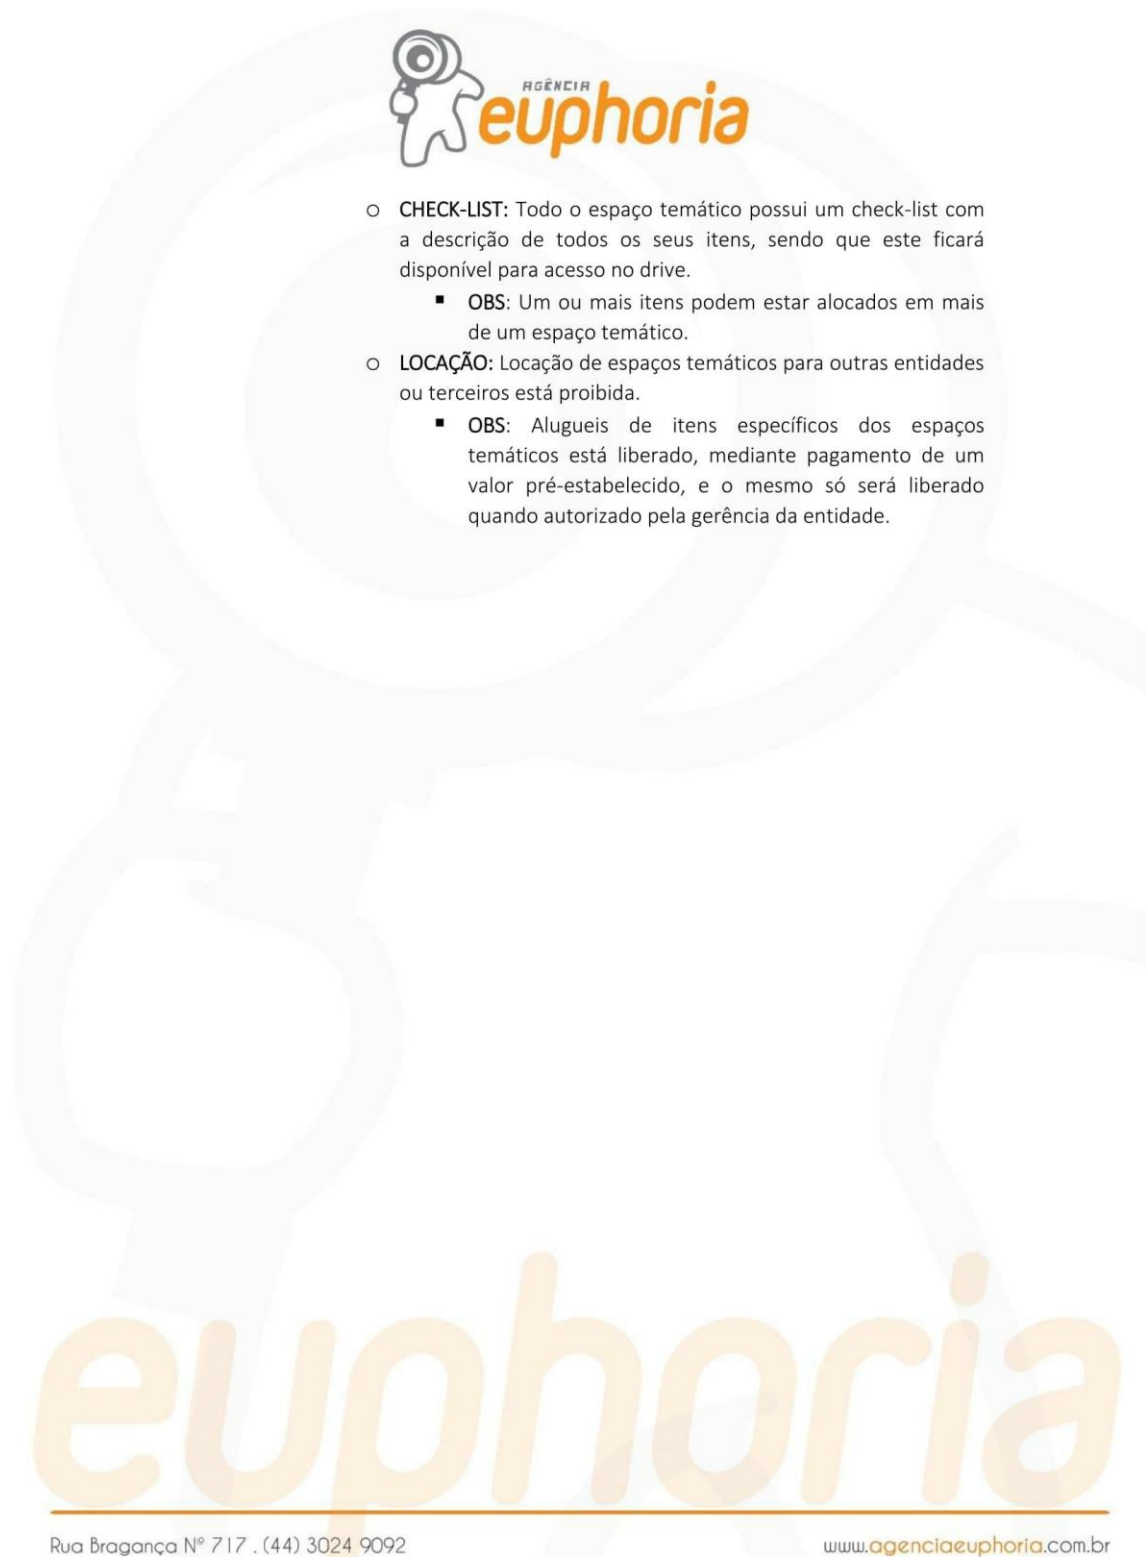 AGÊNCIA
euphoria
o CHECK-LIST: Todo o espaço temático possui um check-list com
a descrição de todos os seus itens, sendo que este ficará
disponível para acesso no drive.
▪ OBS: Um ou mais itens podem estar alocados em mais
de um espaço temático.
o LOCAÇÃO: Locação de espaços temáticos para outras entidades
ou terceiros está proibida.
▪ OBS: Alugueis de itens específicos dos espaços
temáticos está liberado, mediante pagamento de um
valor pré-estabelecido, e o mesmo só será liberado
quando autorizado pela gerência da entidade.
euphoria
Rua Bragança Nº 717 . (44) 3024 9092
www.agenciaeuphoria.com.br